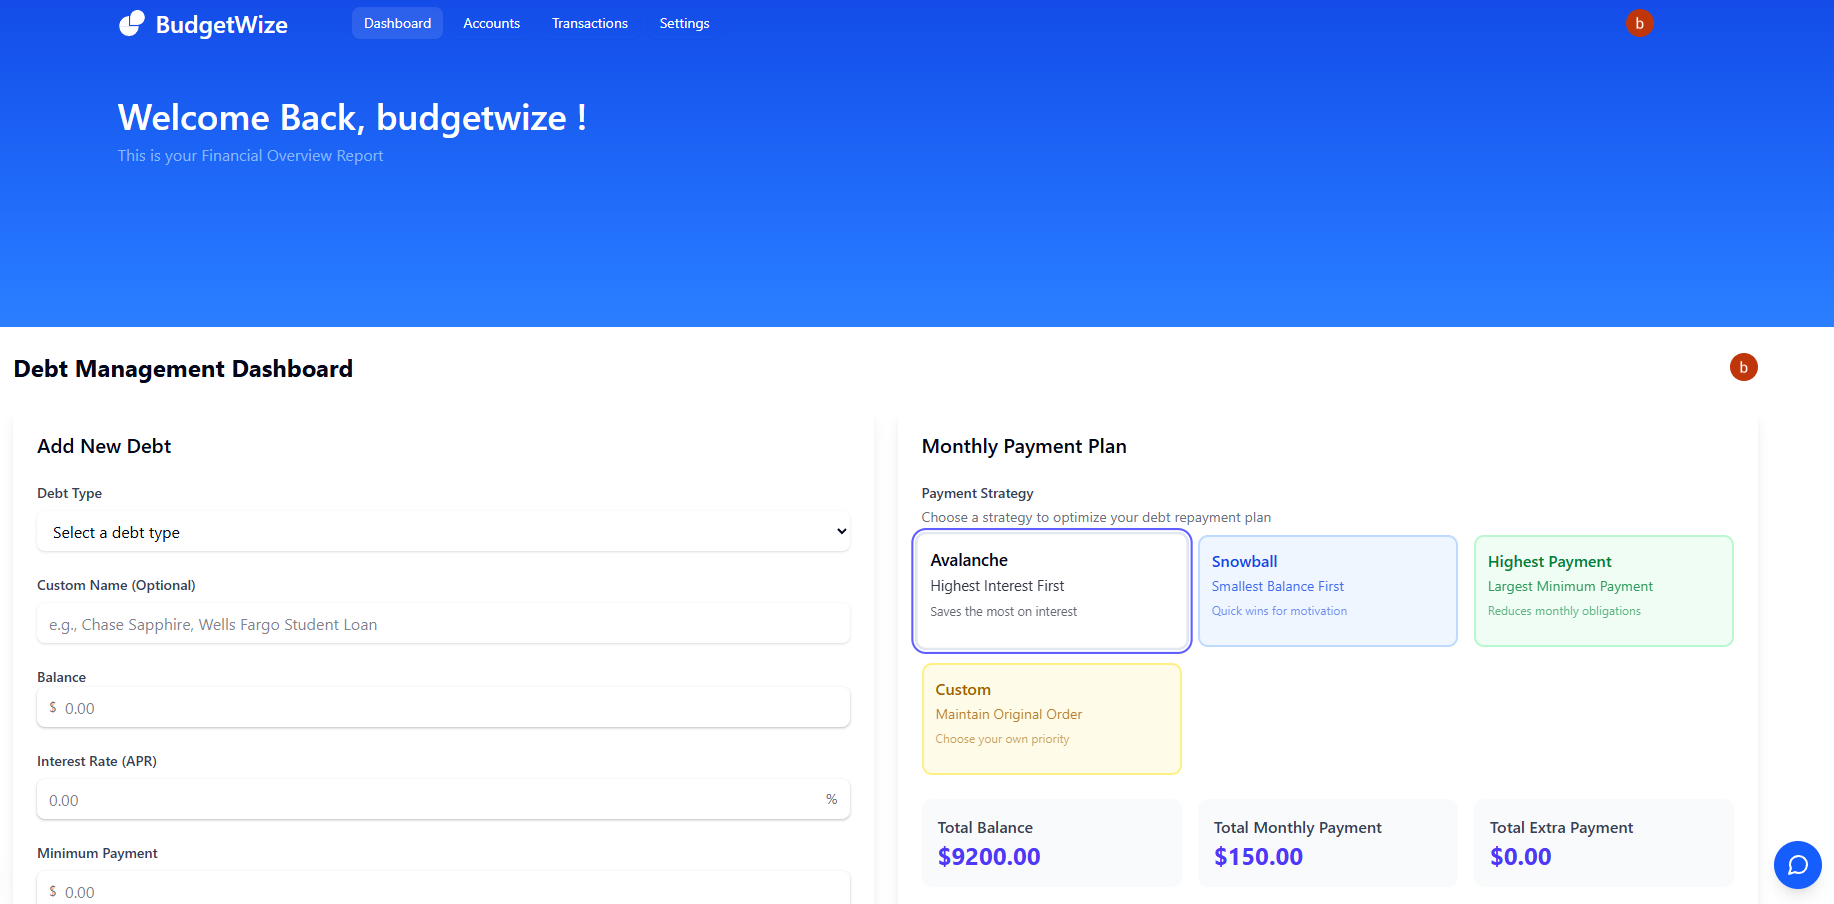 BudgetWize
Dashboard
Accounts
Transactions
Settings
b
Welcome Back, budgetwize !
This is your Financial Overview Report
Debt Management Dashboard
b
Add New Debt
Debt Type
Select a debt type
Custom Name (Optional)
e.g., Chase Sapphire, Wells Fargo Student Loan
Balance
$ 0.00
Interest Rate (APR)
0.00 %
Minimum Payment
$ 0.00
Monthly Payment Plan
Payment Strategy
Choose a strategy to optimize your debt repayment plan
Avalanche
Highest Interest First
Saves the most on interest
Snowball
Smallest Balance First
Quick wins for motivation
Highest Payment
Largest Minimum Payment
Reduces monthly obligations
Custom
Maintain Original Order
Choose your own priority
Total Balance
$9200.00
Total Monthly Payment
$150.00
Total Extra Payment
$0.00